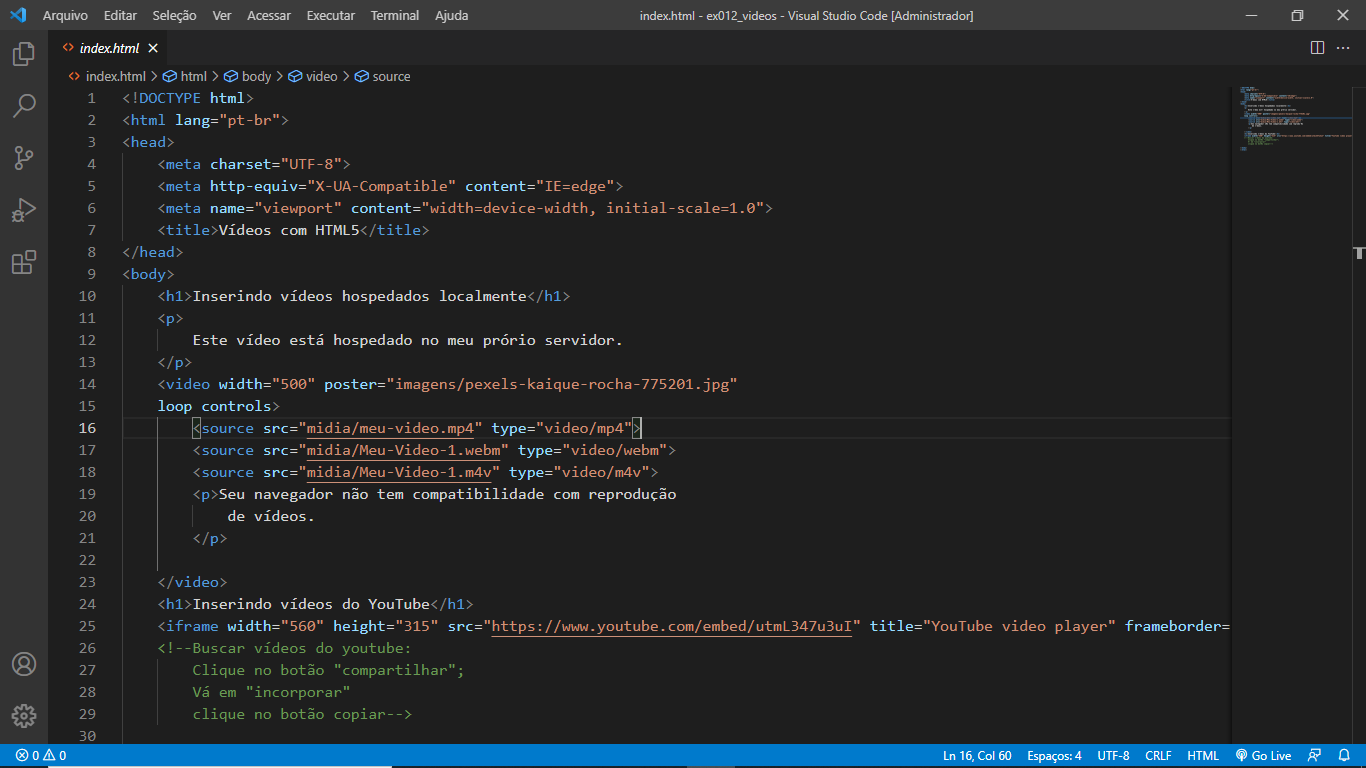 Arquivo Editar Seleção Ver Acessar Executar Terminal Ajuda index.html - ex012_videos - Visual Studio Code [Administrador]
<> index.html
<> index.html > html > body > video > source
1 <!DOCTYPE html>
2 <html lang="pt-br">
3 <head>
4 <meta charset="UTF-8">
5 <meta http-equiv="X-UA-Compatible" content="IE=edge">
6 <meta name="viewport" content="width=device-width, initial-scale=1.0">
7 <title>Vídeos com HTML5</title>
8 </head>
9 <body>
10 <h1>Inserindo vídeos hospedados localmente</h1>
11 <p>
12 Este vídeo está hospedado no meu prório servidor.
13 </p>
14 <video width="500" poster="imagens/pexels-kaique-rocha-775201.jpg"
15 loop controls>
16 <source src="midia/meu-video.mp4" type="video/mp4">
17 <source src="midia/Meu-Video-1.webm" type="video/webm">
18 <source src="midia/Meu-Video-1.m4v" type="video/m4v">
19 <p>Seu navegador não tem compatibilidade com reprodução
20 de vídeos.
21 </p>
22
23 </video>
24 <h1>Inserindo vídeos do YouTube</h1>
25 <iframe width="560" height="315" src="https://www.youtube.com/embed/utmL347u3uI" title="YouTube video player" frameborder=
26 <!--Buscar vídeos do youtube:
27 Clique no botão "compartilhar";
28 Vá em "incorporar"
29 clique no botão copiar-->
30
0 0 Ln 16, Col 60 Espaços: 4 UTF-8 CRLF HTML Go Live